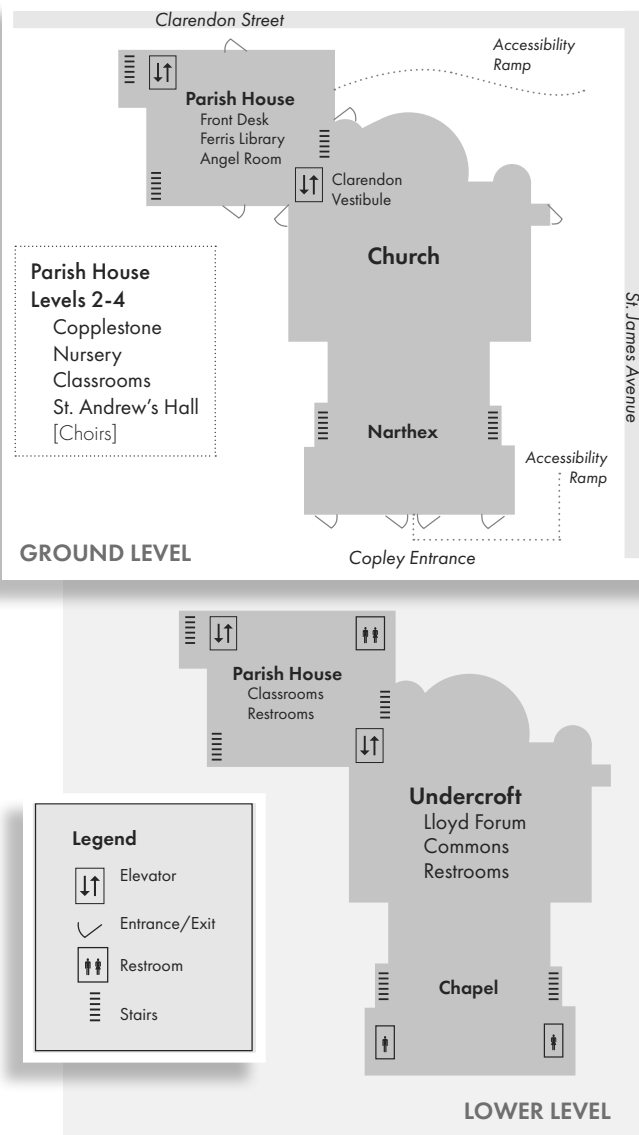 Clarendon Street
Accessibility
Ramp
Parish House
Front Desk
Ferris Library
Angel Room
Clarendon
Vestibule
Church
Parish House
Levels 2-4
Copplestone
Nursery
Classrooms
St. Andrew's Hall
[Choirs]
St. James Avenue
Narthex
Accessibility
Ramp
GROUND LEVEL
Copley Entrance
Parish House
Classrooms
Restrooms
Undercroft
Lloyd Forum
Commons
Restrooms
Legend
Elevator
Entrance/Exit
Restroom
Stairs
Chapel
LOWER LEVEL